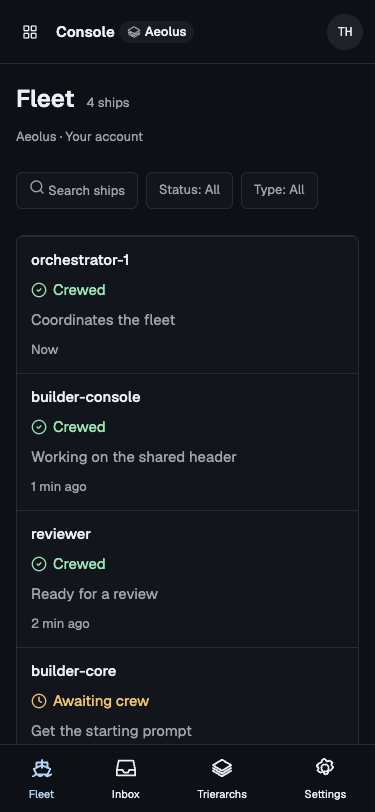 Console Aeolus TH
Fleet 4 ships
Aeolus · Your account
Search ships Status: All Type: All
orchestrator-1
Crewed
Coordinates the fleet
Now
builder-console
Crewed
Working on the shared header
1 min ago
reviewer
Crewed
Ready for a review
2 min ago
builder-core
Awaiting crew
Get the starting prompt
Fleet Inbox Trierarchs Settings